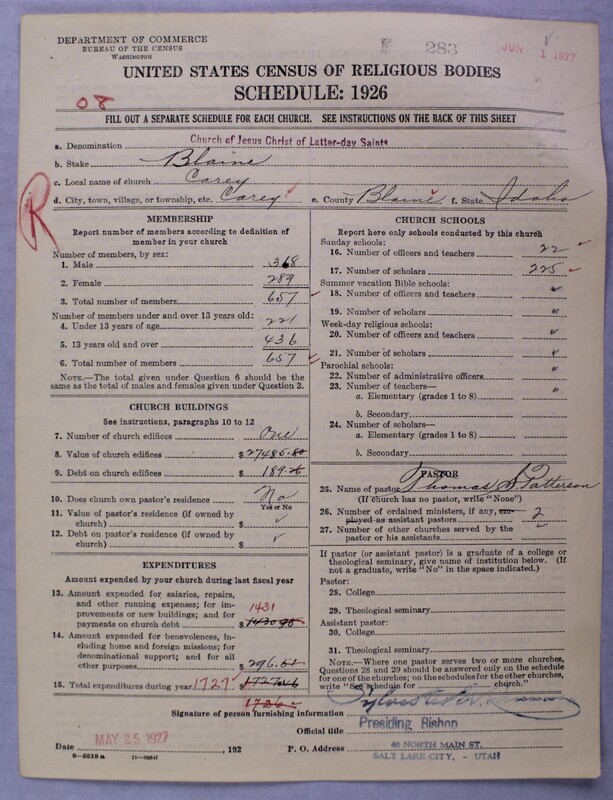 DEPARTMENT OF COMMERCE
BUREAU OF THE CENSUS
WASHINGTON
283
JUN 1 1927
UNITED STATES CENSUS OF RELIGIOUS BODIES
SCHEDULE: 1926
08
FILL OUT A SEPARATE SCHEDULE FOR EACH CHURCH. SEE INSTRUCTIONS ON THE BACK OF THIS SHEET
a. Denomination Church of Jesus Christ of Latter-day Saints
b. Stake Blaine
c. Local name of church Carey
d. City, town, village, or township, etc. Carey e. County Blaine f. State Idaho
R
MEMBERSHIP
Report number of members according to definition of
member in your church
Number of members, by sex:
1. Male 368
2. Female 289
3. Total number of members 657
Number of members under and over 13 years old:
4. Under 13 years of age 221
5. 13 years old and over 436
6. Total number of members 657
NOTE.—The total given under Question 6 should be
the same as the total of males and females given under Question 3.
CHURCH BUILDINGS
See instructions, paragraphs 10 to 12
7. Number of church edifices One
8. Value of church edifices $27485.80
9. Debt on church edifices $189.26
10. Does church own pastor's residence No
Yes or No
11. Value of pastor's residence (if owned by
church) $
12. Debt on pastor's residence (if owned by
church) $
EXPENDITURES
Amount expended by your church during last fiscal year
13. Amount expended for salaries, repairs,
and other running expenses; for im-
provements or new buildings; and for
payments on church debt $ 1431
14. Amount expended for benevolences,
including home and foreign missions; for
denominational support; and for all
other purposes $296.51
15. Total expenditures during year 1727
1726
CHURCH SCHOOLS
Report here only schools conducted by this church
Sunday schools:
16. Number of officers and teachers 22
17. Number of scholars 225
Summer vacation Bible schools:
18. Number of officers and teachers
19. Number of scholars
Week-day religious schools:
20. Number of officers and teachers
21. Number of scholars
Parochial schools:
22. Number of administrative officers
23. Number of teachers—
a. Elementary (grades 1 to 8)
b. Secondary
24. Number of scholars—
a. Elementary (grades 1 to 8)
b. Secondary
PASTOR
25. Name of pastor Thomas S. Patterson
(If church has no pastor, write "None")
26. Number of ordained ministers, if any, em-
ployed as assistant pastors 2
27. Number of other churches served by the
pastor or his assistants
If pastor (or assistant pastor) is a graduate of a college or
theological seminary, give name of institution below. (If
not a graduate, write "No" in the space indicated.)
Pastor:
28. College
29. Theological seminary
Assistant pastor:
30. College
31. Theological seminary
NOTE.—Where one pastor serves two or more churches,
Questions 28 and 29 should be answered only on the schedule
for one of the churches; on the schedules for the other churches,
write "See schedule for church."
Signature of person furnishing information
Official title Presiding Bishop
Date MAY 25 1927, 192 P. O. Address 40 NORTH MAIN ST.
SALT LAKE CITY, - UTAH
8—5518a